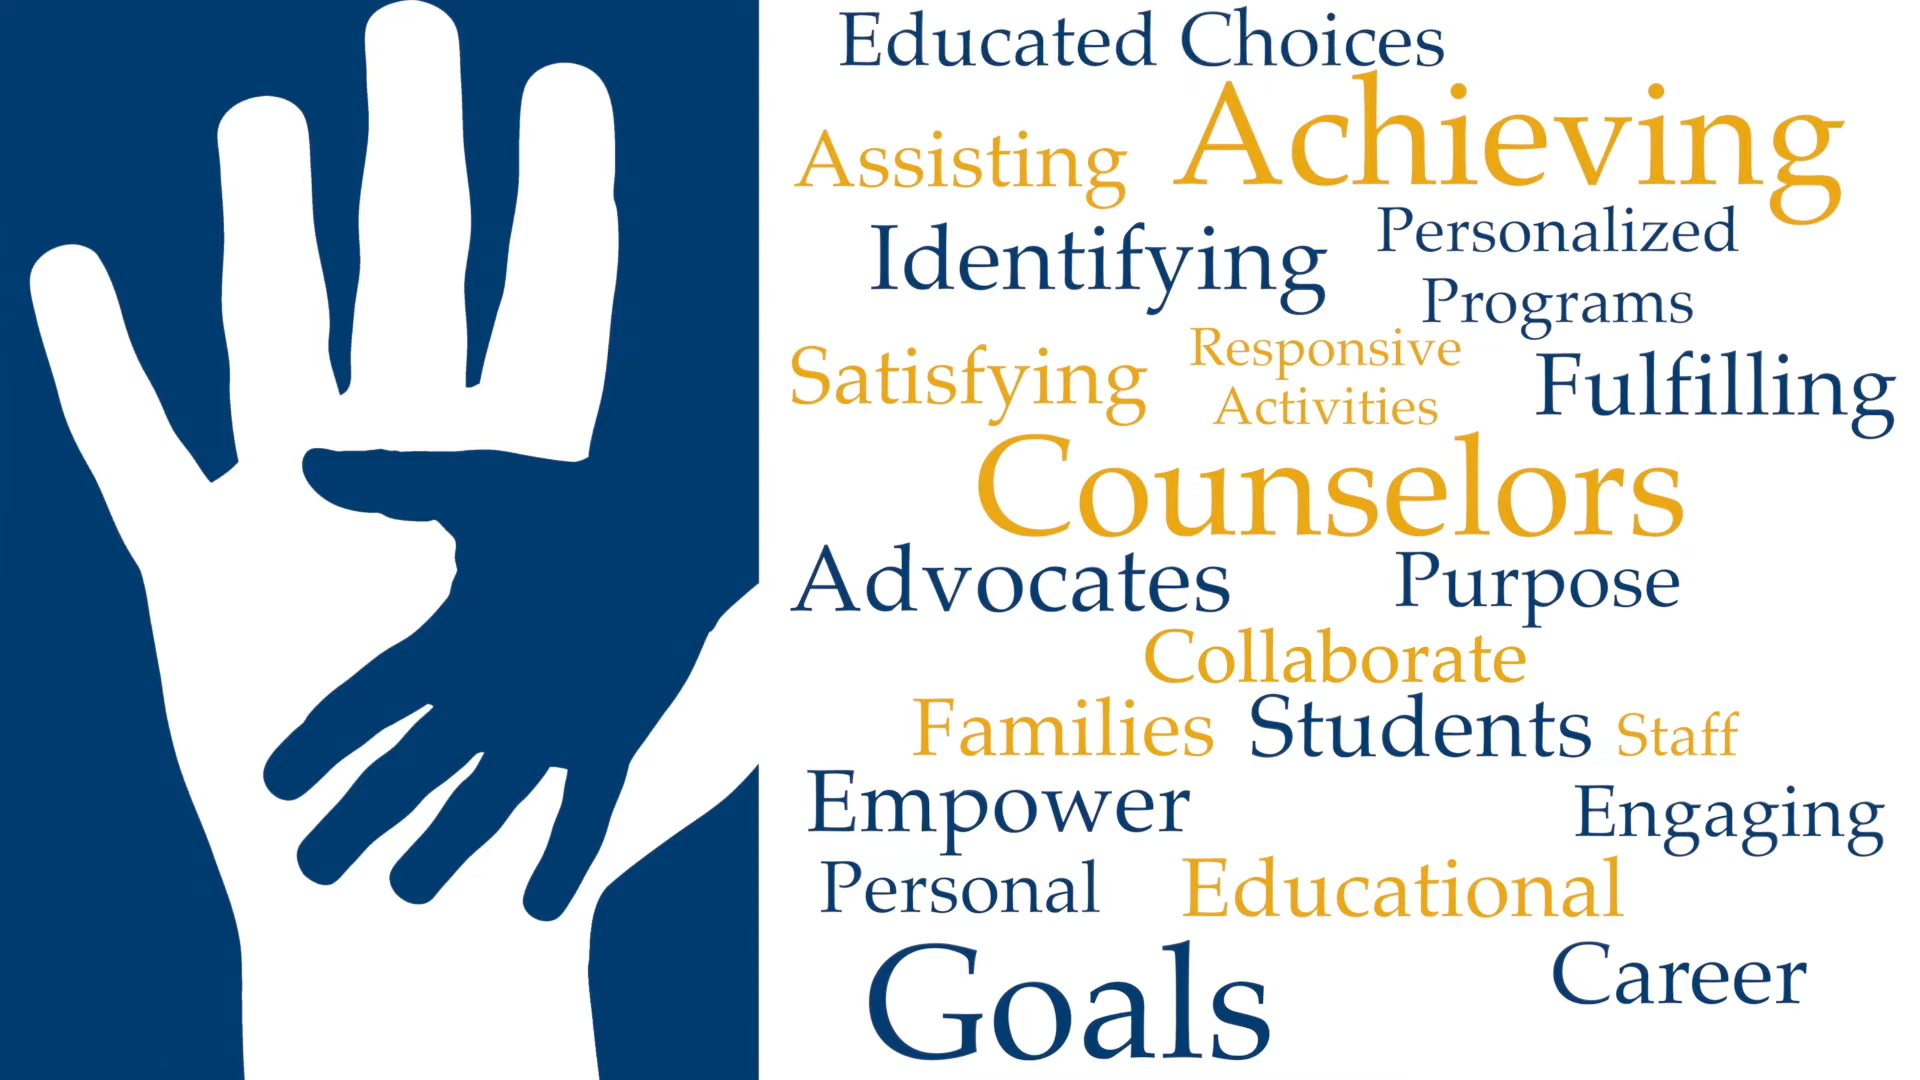 Educated Choices
Assisting Achieving
Identifying Personalized
Programs
Satisfying Responsive
Activities Fulfilling
Counselors
Advocates Purpose
Collaborate
Families Students Staff
Empower Engaging
Personal Educational
Goals Career